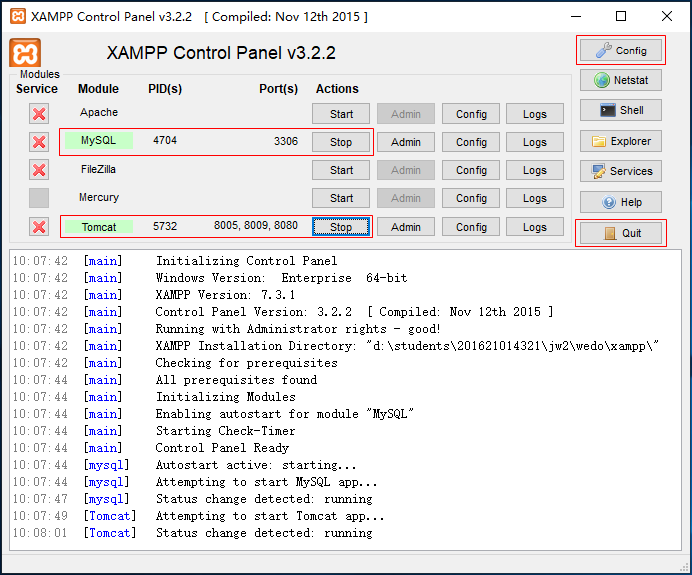 XAMPP Control Panel v3.2.2 [ Compiled: Nov 12th 2015 ]
XAMPP Control Panel v3.2.2
Config
Modules
Service Module PID(s) Port(s) Actions
Netstat
Apache Start Admin Config Logs
Shell
MySQL 4704 3306 Stop Admin Config Logs
Explorer
FileZilla Start Admin Config Logs
Services
Mercury Start Admin Config Logs
Help
Tomcat 5732 8005, 8009, 8080 Stop Admin Config Logs
Quit
10:07:42 [main] Initializing Control Panel
10:07:42 [main] Windows Version: Enterprise 64-bit
10:07:42 [main] XAMPP Version: 7.3.1
10:07:42 [main] Control Panel Version: 3.2.2 [ Compiled: Nov 12th 2015 ]
10:07:42 [main] Running with Administrator rights - good!
10:07:42 [main] XAMPP Installation Directory: "d:\students\201621014321\jw2\wedo\xampp\"
10:07:42 [main] Checking for prerequisites
10:07:44 [main] All prerequisites found
10:07:44 [main] Initializing Modules
10:07:44 [main] Enabling autostart for module "MySQL"
10:07:44 [main] Starting Check-Timer
10:07:44 [main] Control Panel Ready
10:07:44 [mysql] Autostart active: starting...
10:07:44 [mysql] Attempting to start MySQL app...
10:07:47 [mysql] Status change detected: running
10:07:49 [Tomcat] Attempting to start Tomcat app...
10:08:01 [Tomcat] Status change detected: running